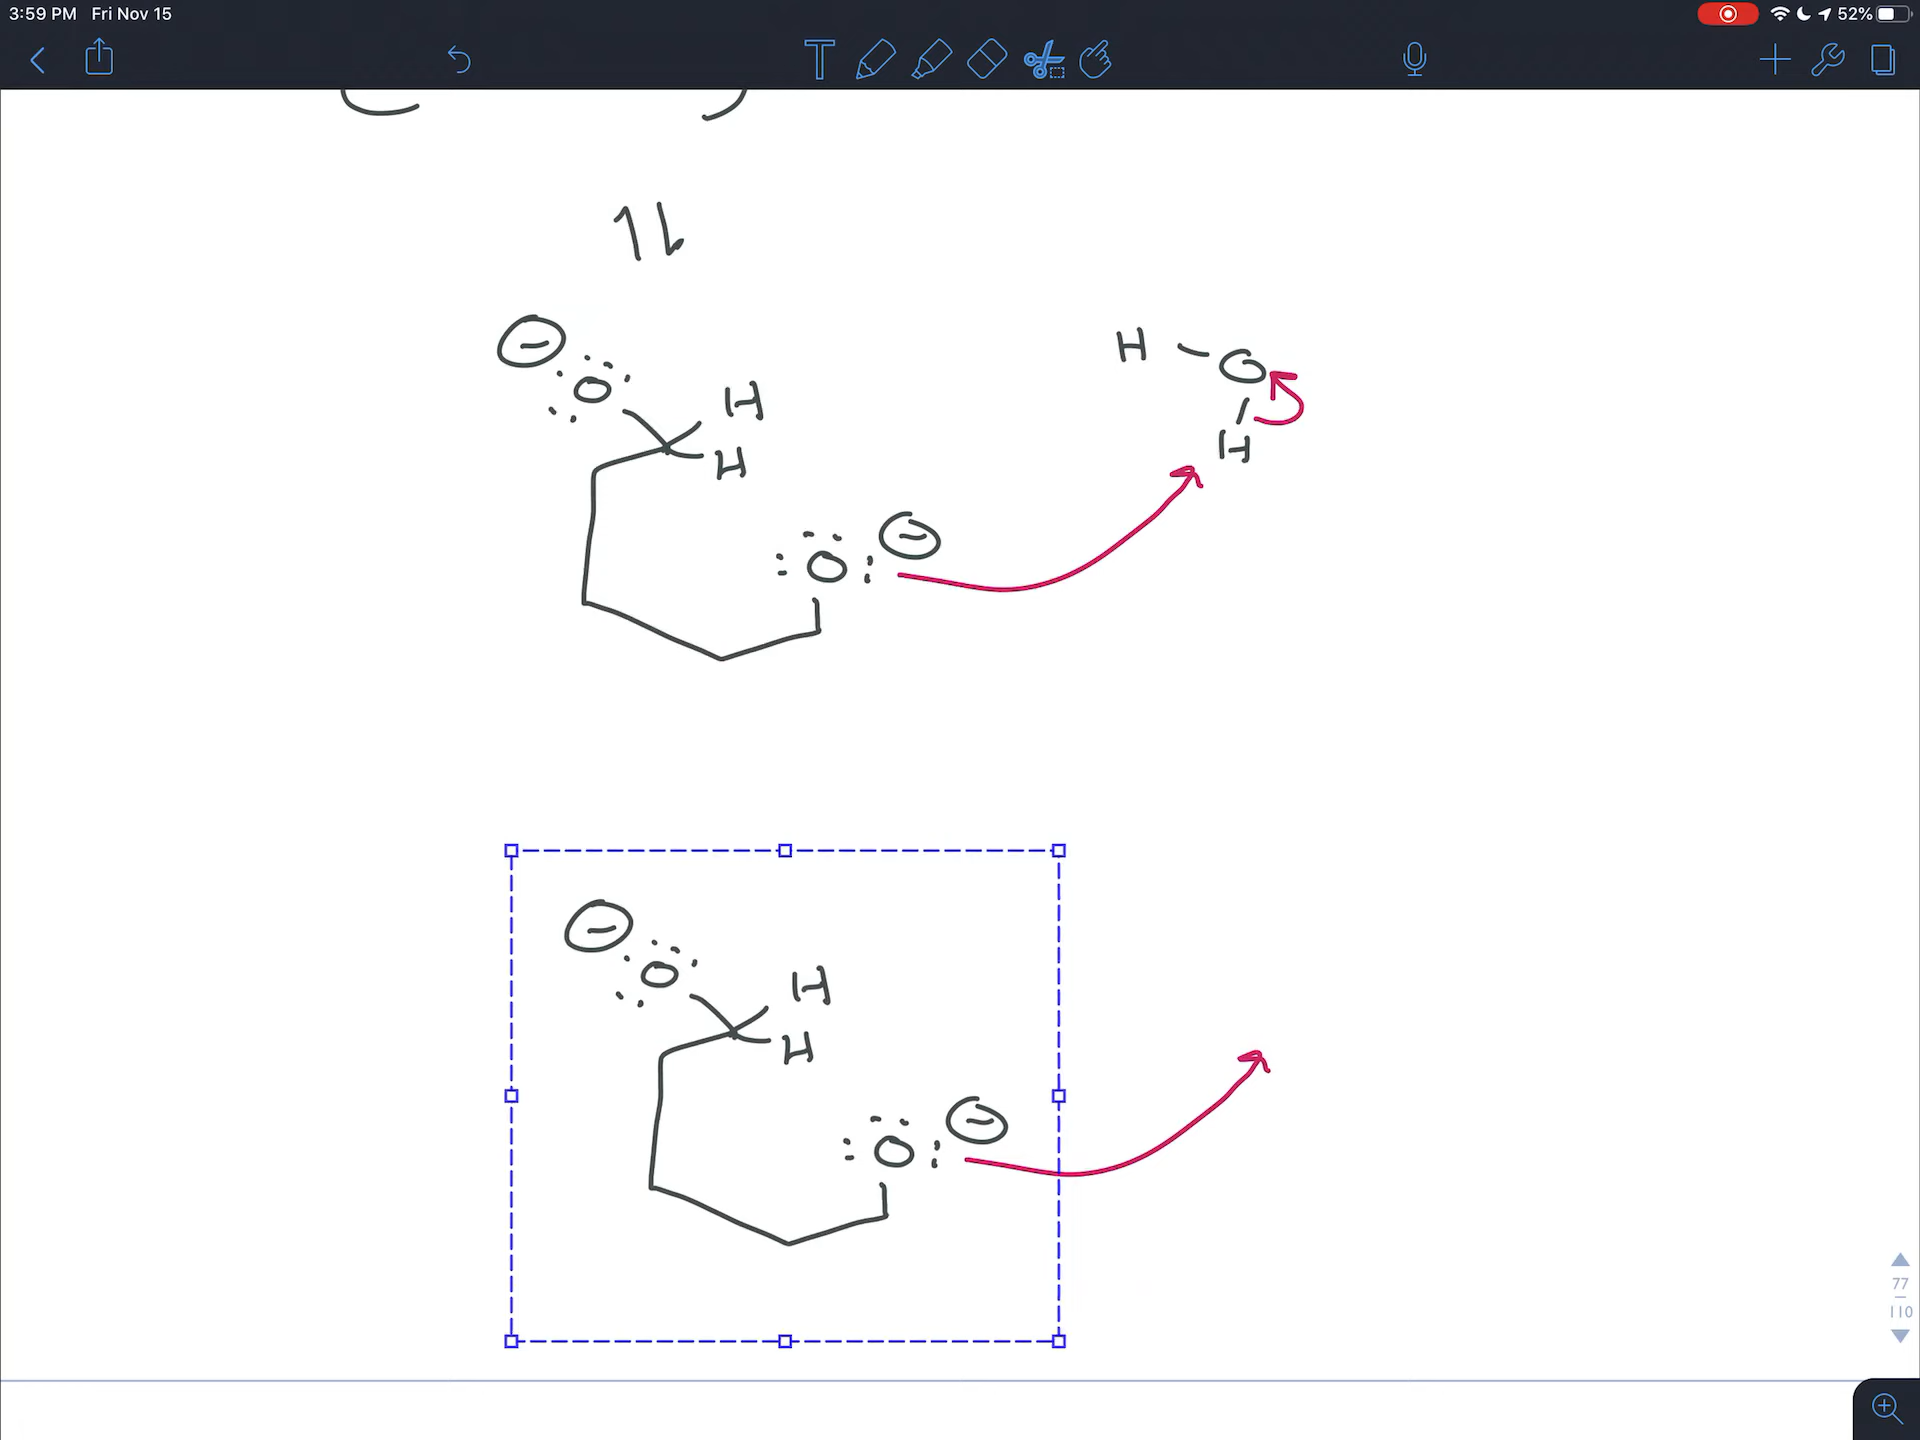 3:59 PM Fri Nov 15
52%
T
⇌
⊖
:Ö:
H
H
:Ö: ⊖
H – O
H
⊖
:Ö:
H
H
:Ö: ⊖
77
110